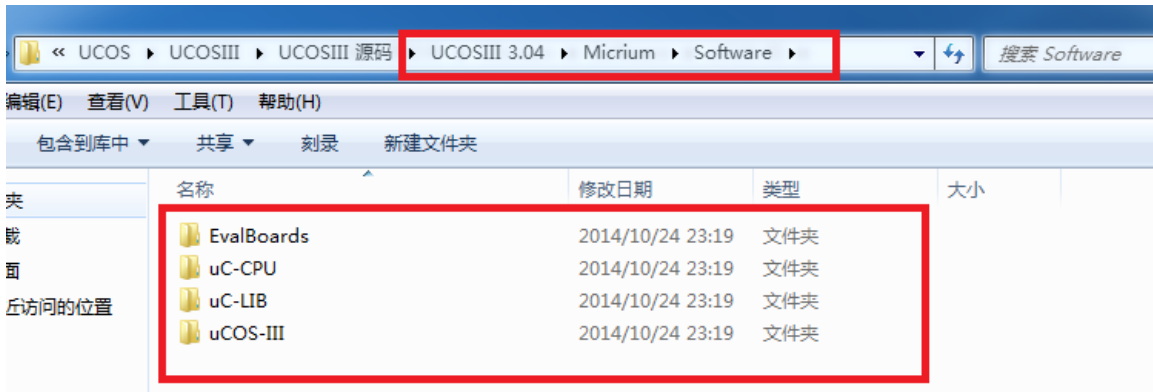 « UCOS ▸ UCOSIII ▸ UCOSIII 源码 ▸ UCOSIII 3.04 ▸ Micrium ▸ Software ▸ 搜索 Software
编辑(E) 查看(V) 工具(T) 帮助(H)
包含到库中 共享 刻录 新建文件夹
名称 修改日期 类型 大小
夹
EvalBoards 2014/10/24 23:19 文件夹
载
uC-CPU 2014/10/24 23:19 文件夹
面
uC-LIB 2014/10/24 23:19 文件夹
近访问的位置
uCOS-III 2014/10/24 23:19 文件夹